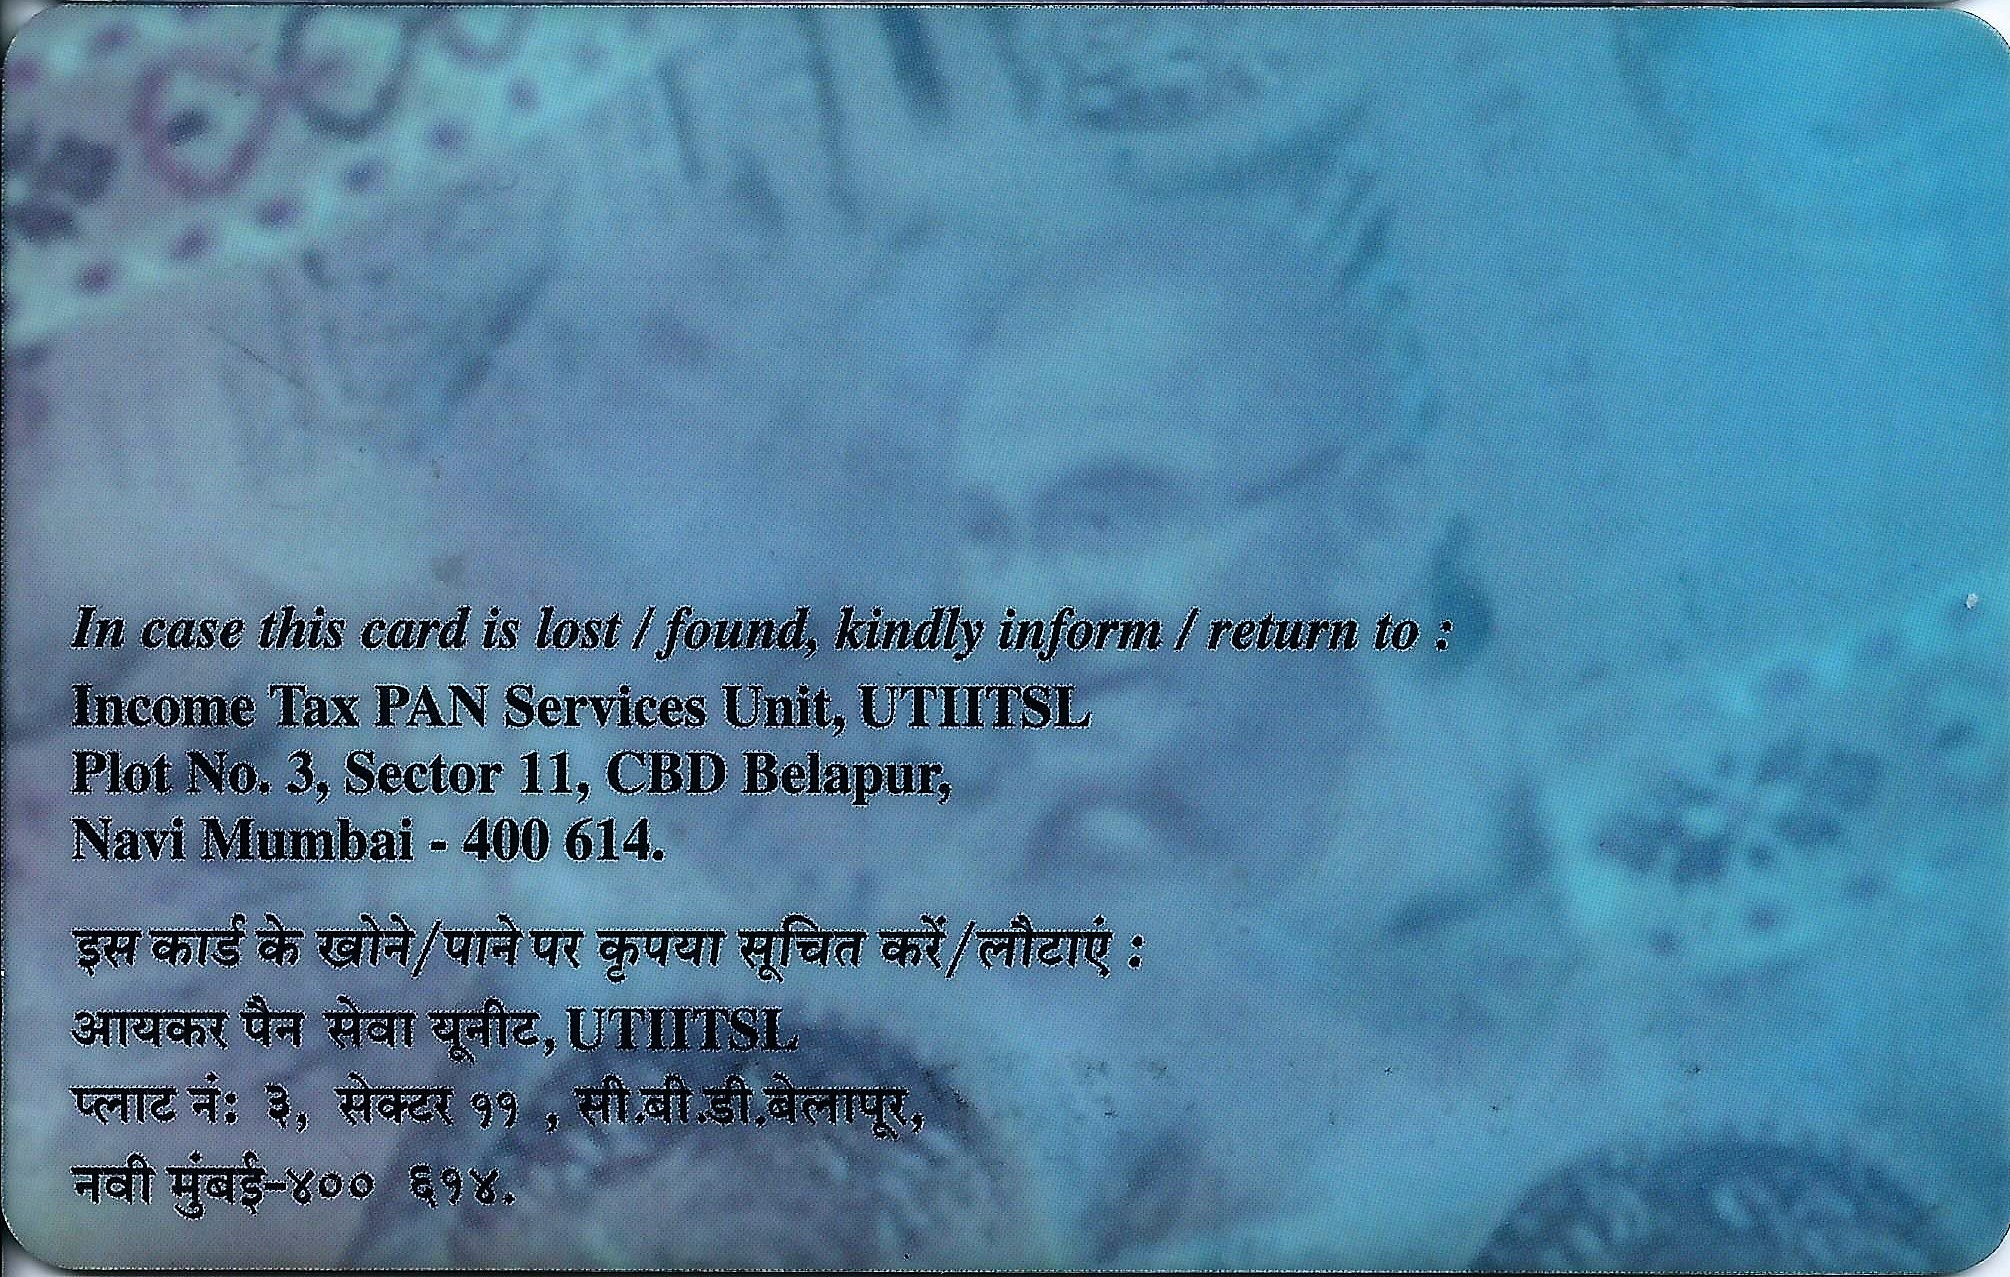 In case this card is lost / found, kindly inform / return to :
Income Tax PAN Services Unit, UTIITSL
Plot No. 3, Sector 11, CBD Belapur,
Navi Mumbai - 400 614.
इस कार्ड के खोने/पाने पर कृपया सूचित करें/लौटाएं :
आयकर पैन सेवा यूनीट, UTIITSL
प्लाट नं: ३, सेक्टर ११ , सी.बी.डी.बेलापूर,
नवी मुंबई-४०० ६१४.